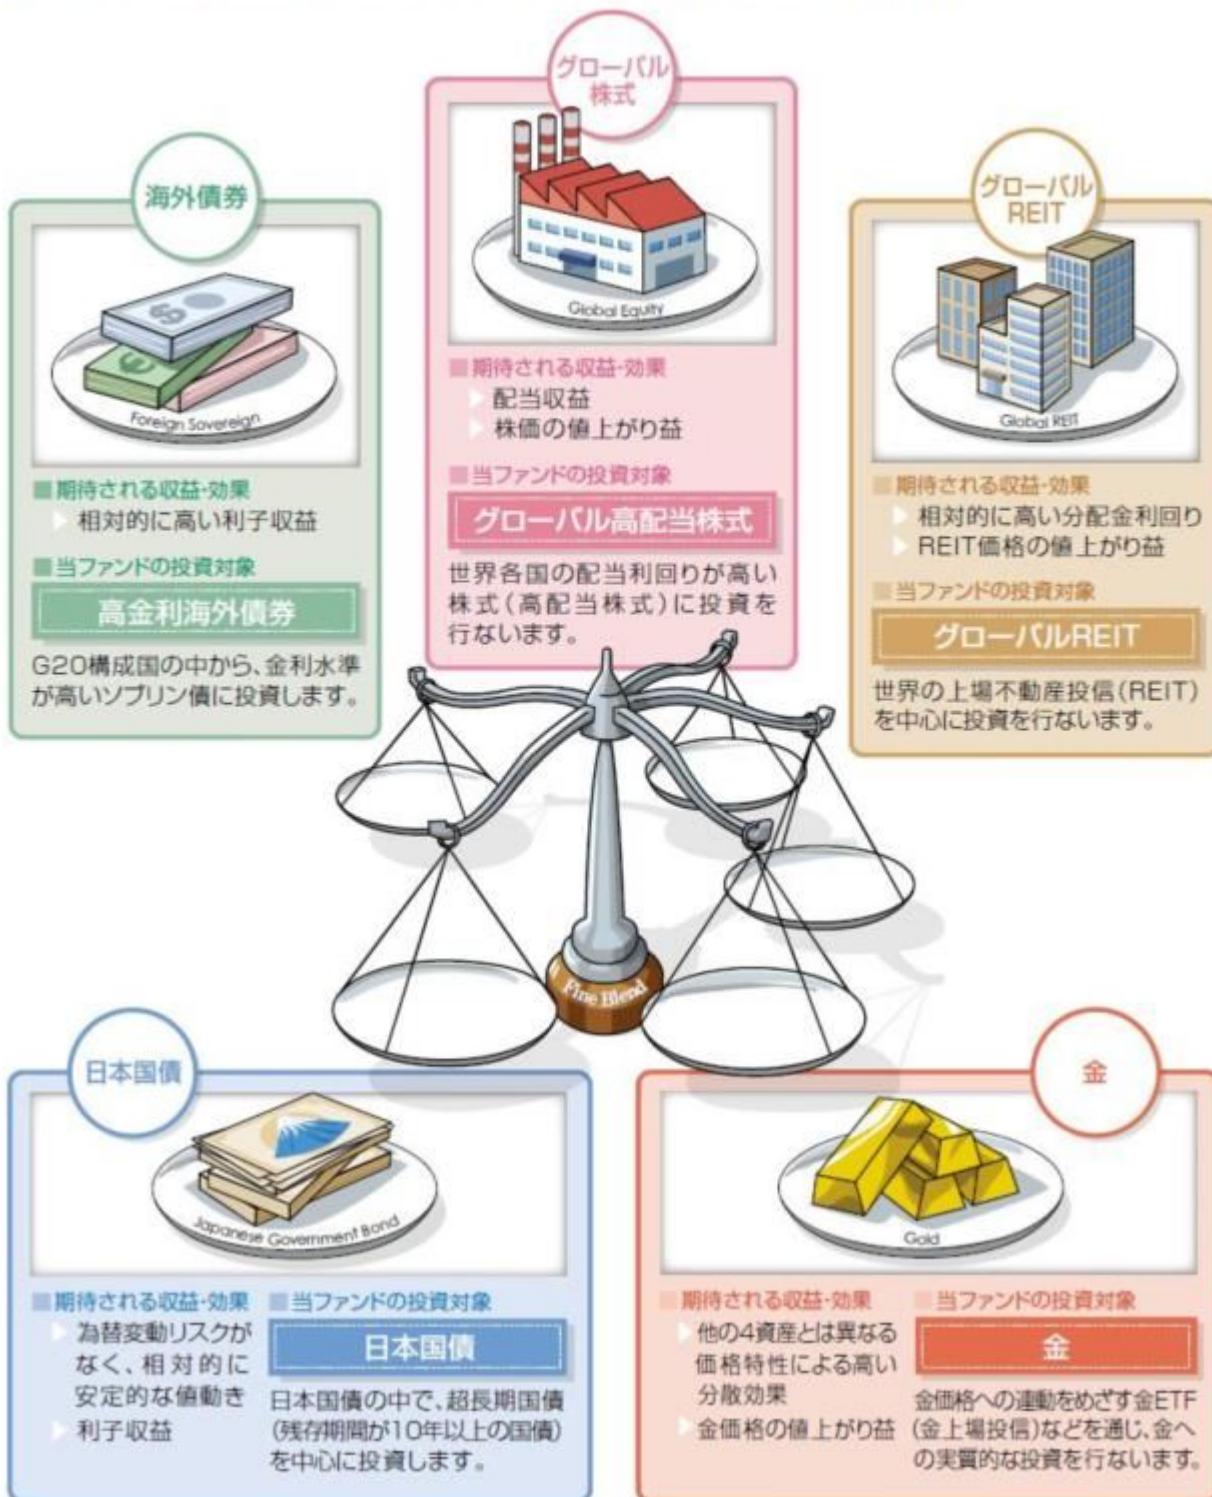 グローバル
株式
Global Equity
■期待される収益・効果
配当収益
株価の値上がり益
■当ファンドの投資対象
グローバル高配当株式
世界各国の配当利回りが高い
株式(高配当株式)に投資を
行ないます。
海外債券
Foreign Sovereign
■期待される収益・効果
相対的に高い利子収益
■当ファンドの投資対象
高金利海外債券
G20構成国の中から、金利水準
が高いソブリン債に投資します。
グローバル
REIT
Global REIT
■期待される収益・効果
相対的に高い分配金利回り
REIT価格の値上がり益
■当ファンドの投資対象
グローバルREIT
世界の上場不動産投信(REIT)
を中心に投資を行ないます。
Fine Blend
日本国債
Japanese Government Bond
■期待される収益・効果
為替変動リスクが
なく、相対的に
安定的な値動き
利子収益
■当ファンドの投資対象
日本国債
日本国債の中で、超長期国債
(残存期間が10年以上の国債)
を中心に投資します。
金
Gold
■期待される収益・効果
他の4資産とは異なる
価格特性による高い
分散効果
金価格の値上がり益
■当ファンドの投資対象
金
金価格への連動をめざす金ETF
(金上場投信)などを通じ、金へ
の実質的な投資を行ないます。